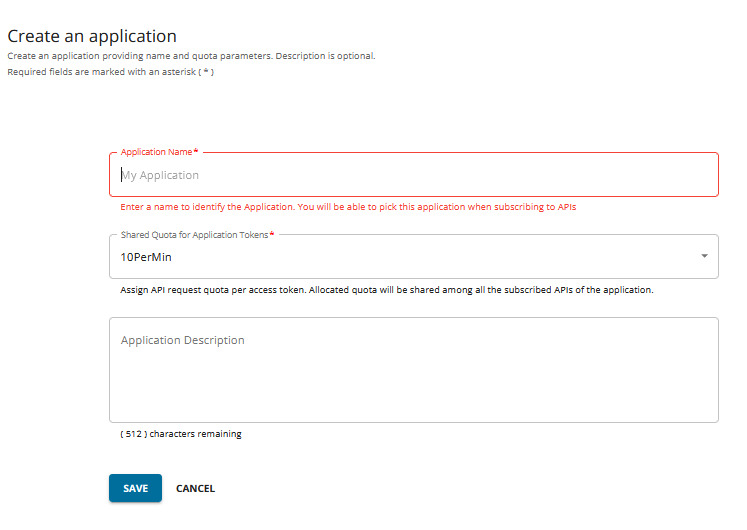 Create an application
Create an application providing name and quota parameters. Description is optional.
Required fields are marked with an asterisk ( * )
Application Name*
My Application
Enter a name to identify the Application. You will be able to pick this application when subscribing to APIs
Shared Quota for Application Tokens*
10PerMin
Assign API request quota per access token. Allocated quota will be shared among all the subscribed APIs of the application.
Application Description
( 512 ) characters remaining
SAVE CANCEL